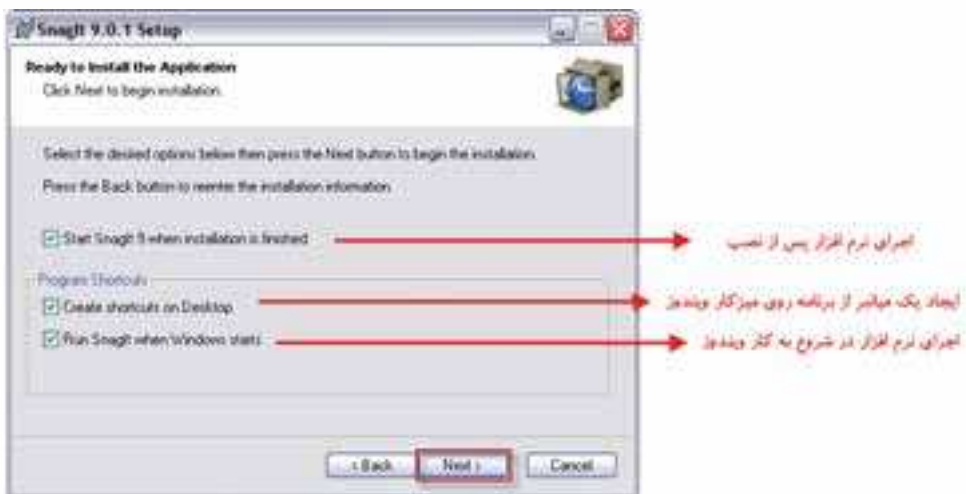 SnagIt 9.0.1 Setup
Ready to Install the Application
Click Next to begin installation.
Select the desired options below then press the Next button to begin the installation.
Press the Back button to reenter the installation information.
Start SnagIt 9 when installation is finished
اجرای نرم افزار پس از نصب
Program Shortcuts
Create shortcuts on Desktop
ایجاد یک میانبر از برنامه روی میزکار ویندوز
Run SnagIt when Windows starts
اجرای نرم افزار در شروع به کار ویندوز
< Back
Next >
Cancel